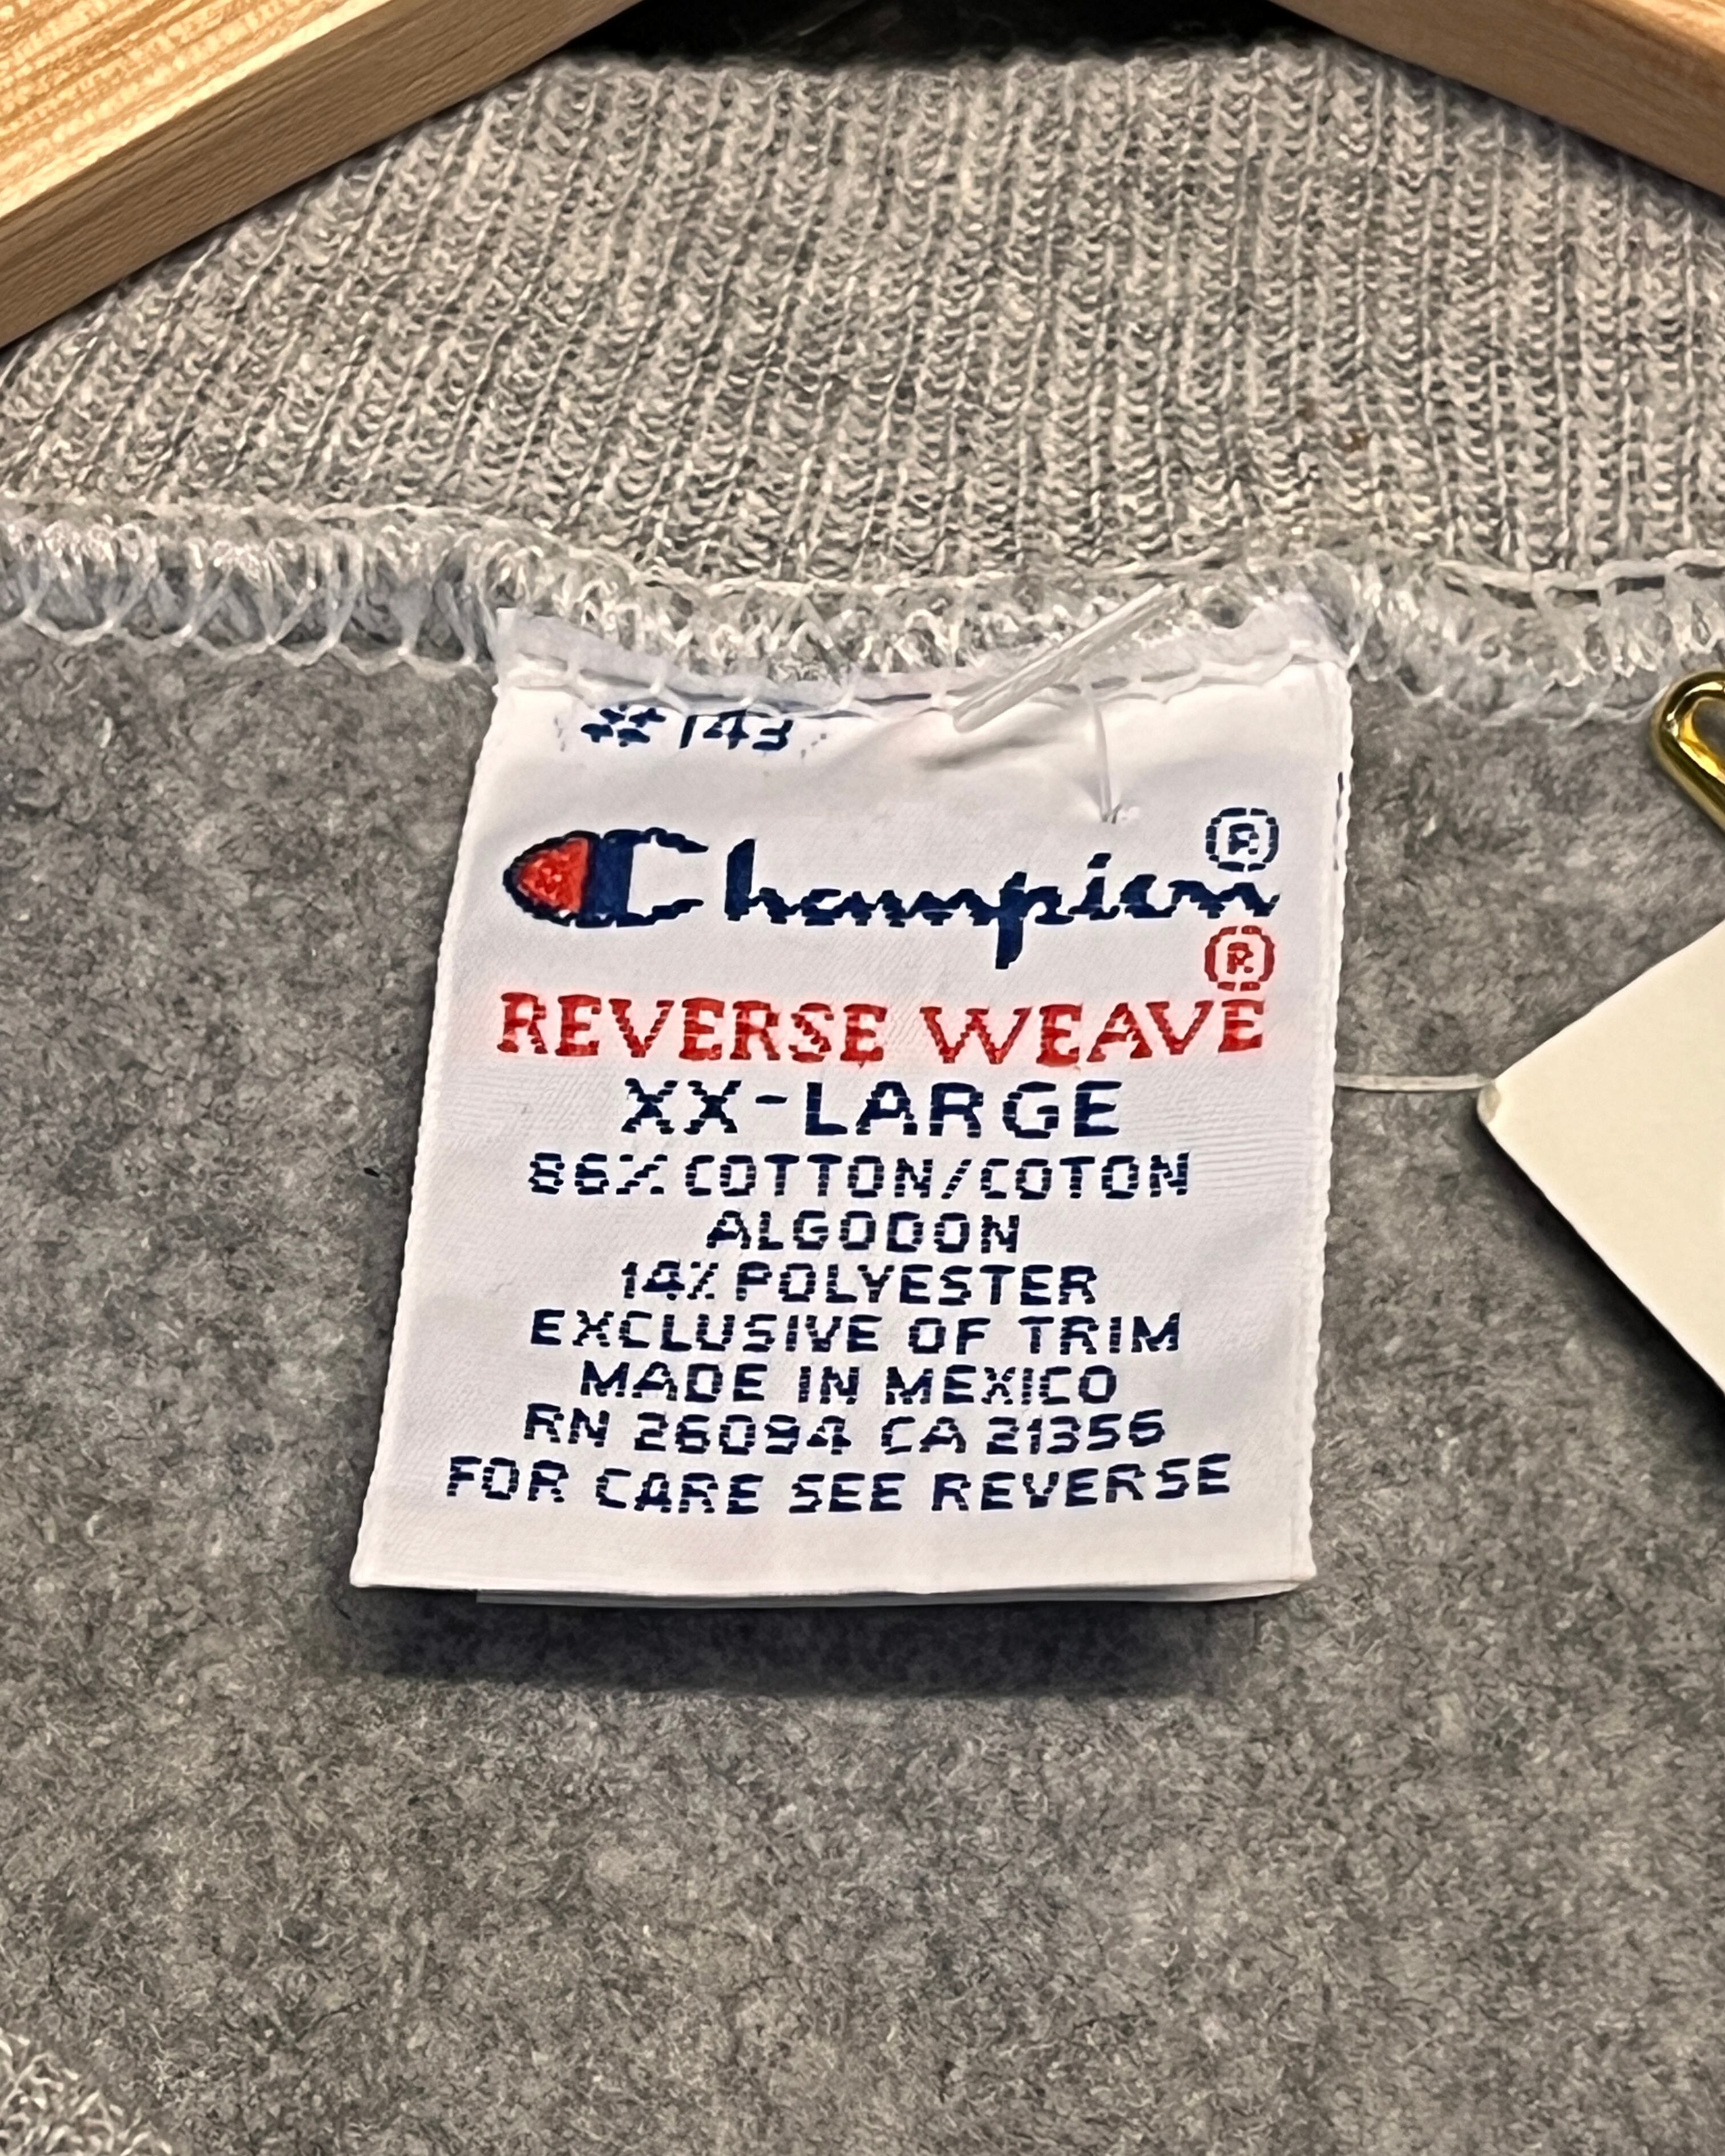 #143
Champion®
®
REVERSE WEAVE
XX-LARGE
86% COTTON/COTON
ALGODON
14% POLYESTER
EXCLUSIVE OF TRIM
MADE IN MEXICO
RN 26094 CA 21356
FOR CARE SEE REVERSE